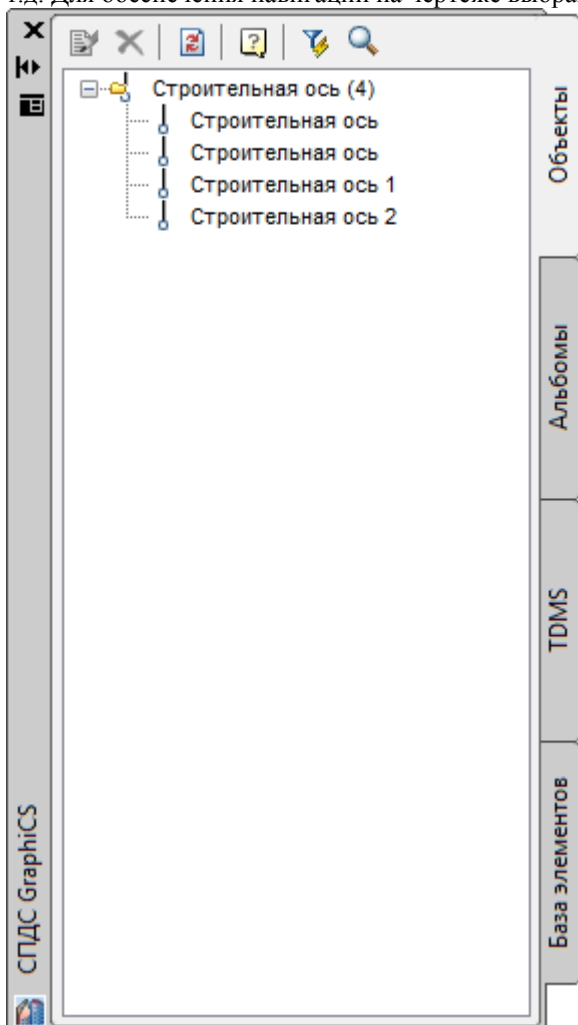 Строительная ось (4)
Строительная ось
Строительная ось
Строительная ось 1
Строительная ось 2
Объекты
Альбомы
TDMS
База элементов
СПДС GraphiCS